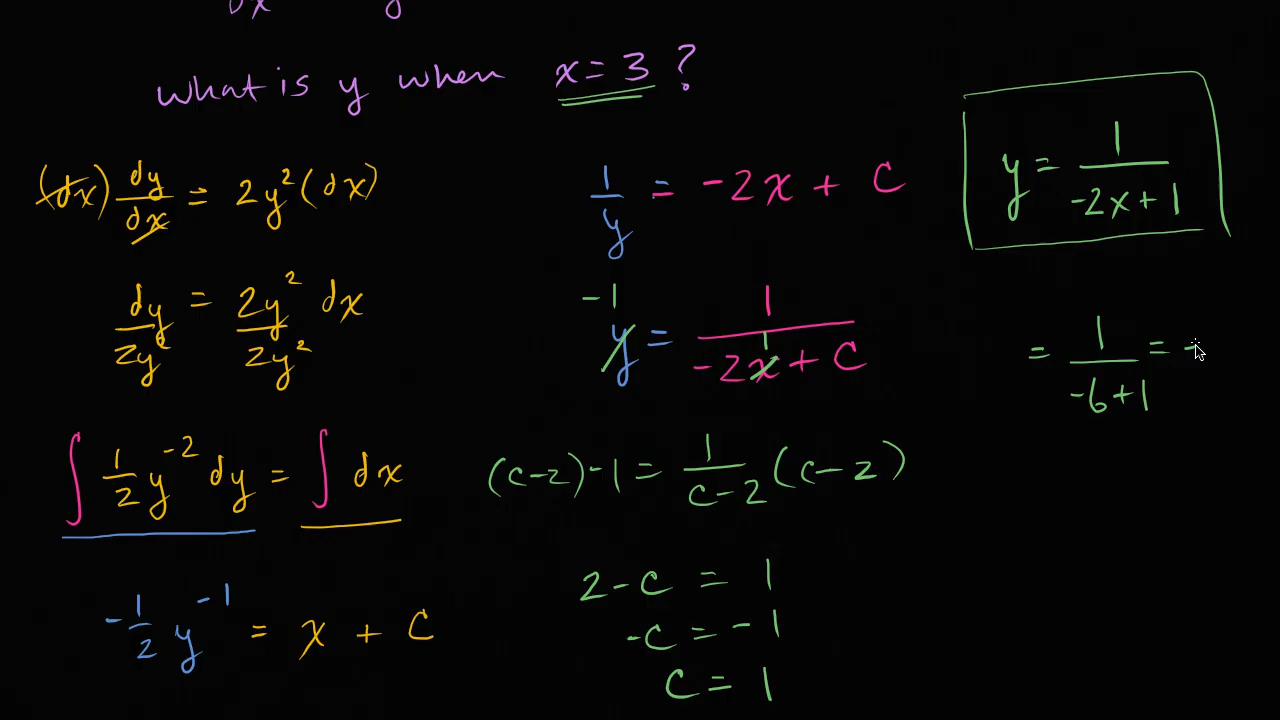 dx y
what is y when x = 3 ?
(dx) dy/dx = 2y² (dx)
dy/2y² = 2y²/2y² dx
∫ 1/2 y⁻² dy = ∫ dx
-1/2 y⁻¹ = x + C
1/y = -2x + C
-1
y = 1/(-2x + C)
1
(c-2) -1 = 1/(c-2) (c-2)
2 - c = 1
-c = -1
c = 1
y = 1/(-2x+1)
= 1/(-6+1) = -